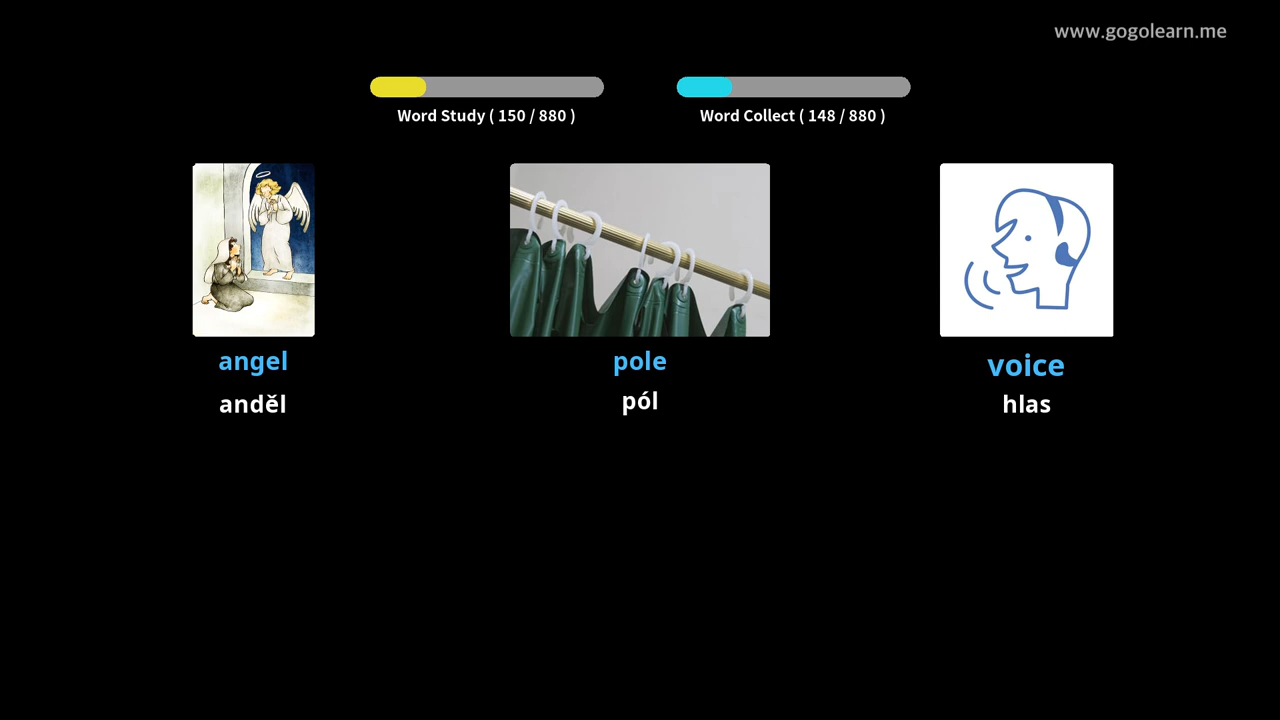 www.gogolearn.me
Word Study ( 150 / 880 )
Word Collect ( 148 / 880 )
angel
pole
voice
anděl
pól
hlas